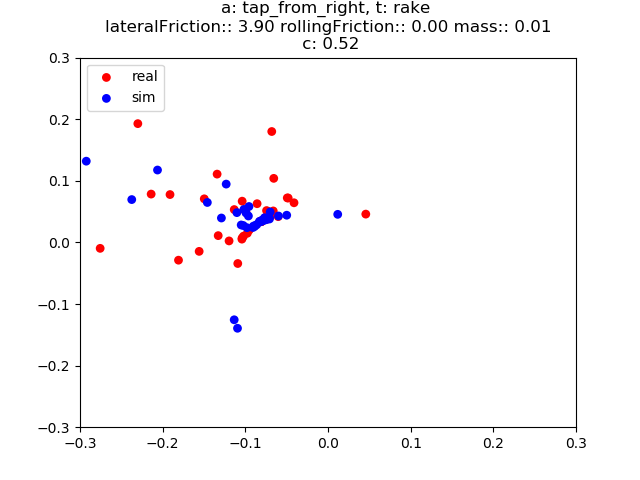 a: tap_from_right, t: rake
lateralFriction:: 3.90 rollingFriction:: 0.00 mass:: 0.01
c: 0.52
real
sim
0.3
0.2
0.1
0.0
−0.1
−0.2
−0.3
−0.3
−0.2
−0.1
0.0
0.1
0.2
0.3